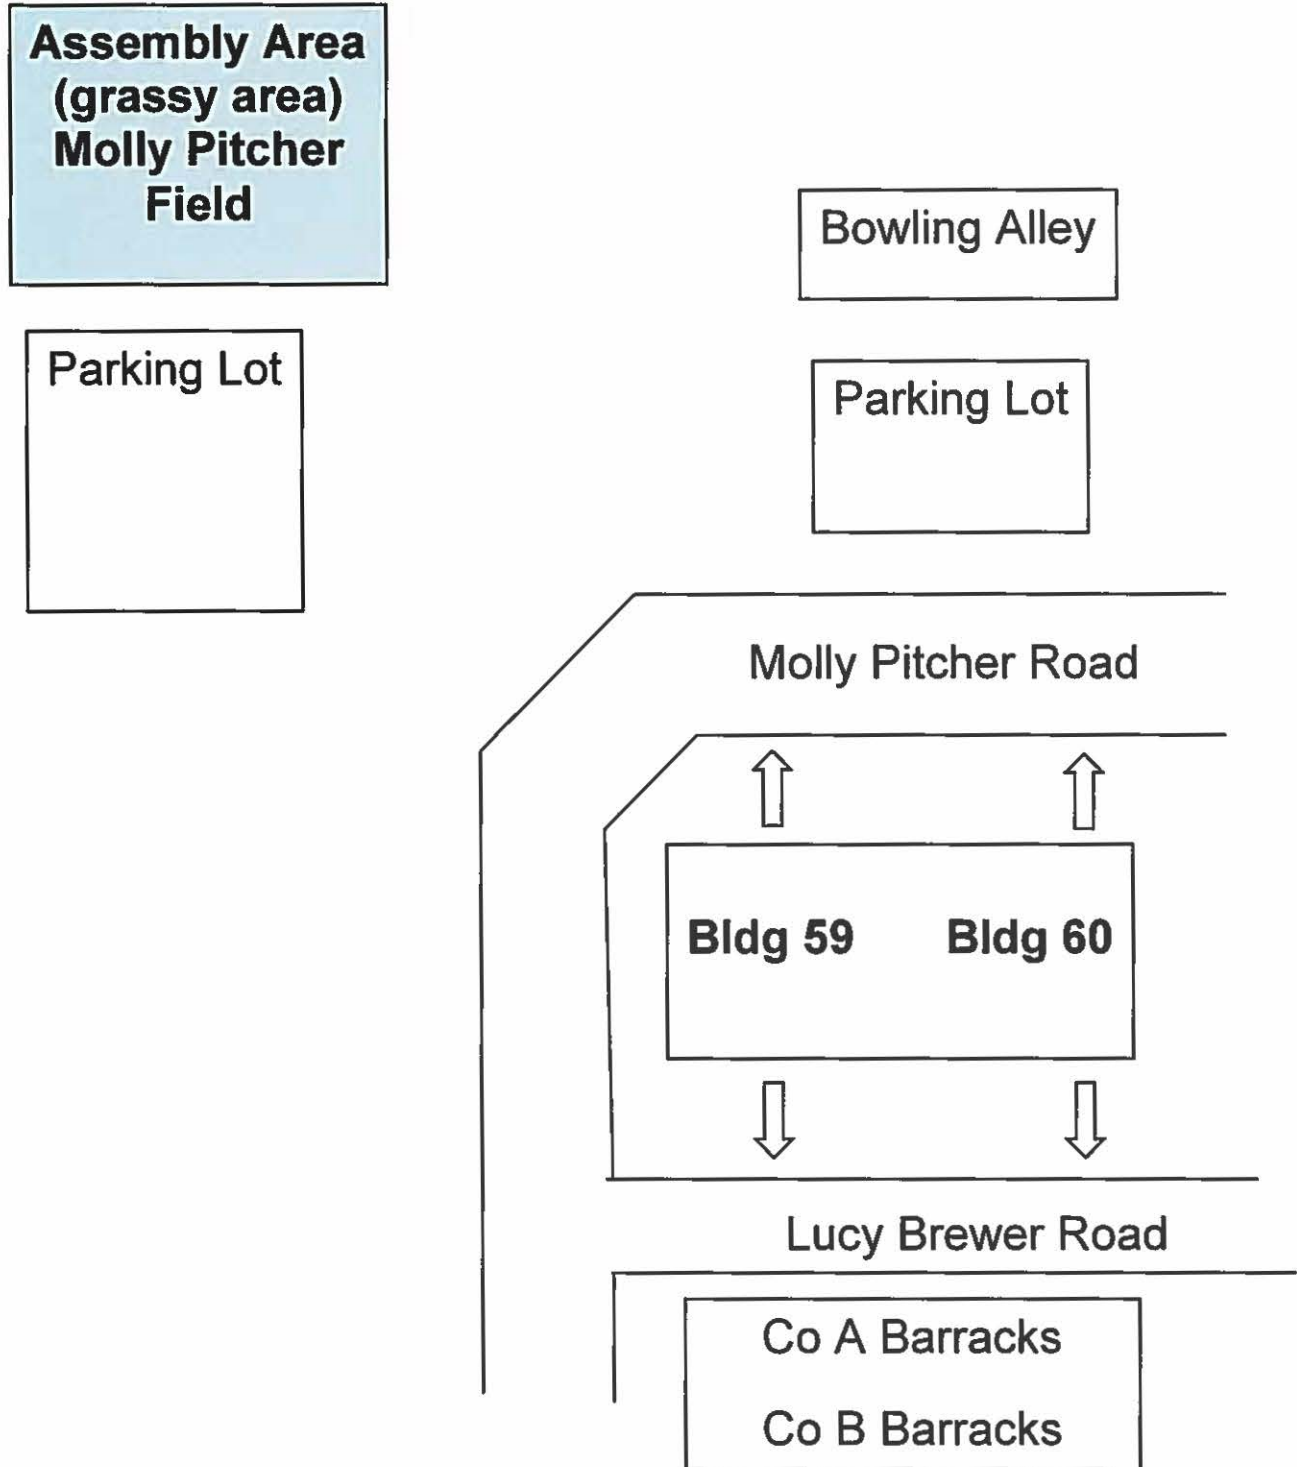 Assembly Area
(grassy area)
Molly Pitcher
Field
Bowling Alley
Parking Lot
Parking Lot
Molly Pitcher Road
Bldg 59 Bldg 60
Lucy Brewer Road
Co A Barracks
Co B Barracks